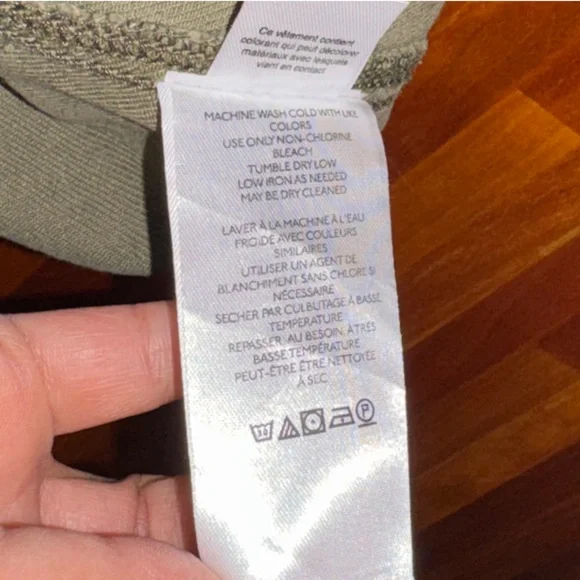 Ce vêtement contient
colorant qui peut décolorer
matériaux avec lesquels
vient en contact
MACHINE WASH COLD WITH LIKE
COLORS
USE ONLY NON-CHLORINE
BLEACH
TUMBLE DRY LOW
LOW IRON AS NEEDED
MAY BE DRY CLEANED
LAVER À LA MACHINE À L'EAU
FROIDE AVEC COULEURS
SIMILAIRES
UTILISER UN AGENT DE
BLANCHIMENT SANS CHLORE SI
NÉCESSAIRE
SECHER PAR CULBUTAGE À BASSE
TEMPERATURE
REPASSER AU BESOIN À TRÈS
BASSE TEMPÉRATURE
PEUT-ÊTRE ÊTRE NETTOYÉE
À SEC
30 P